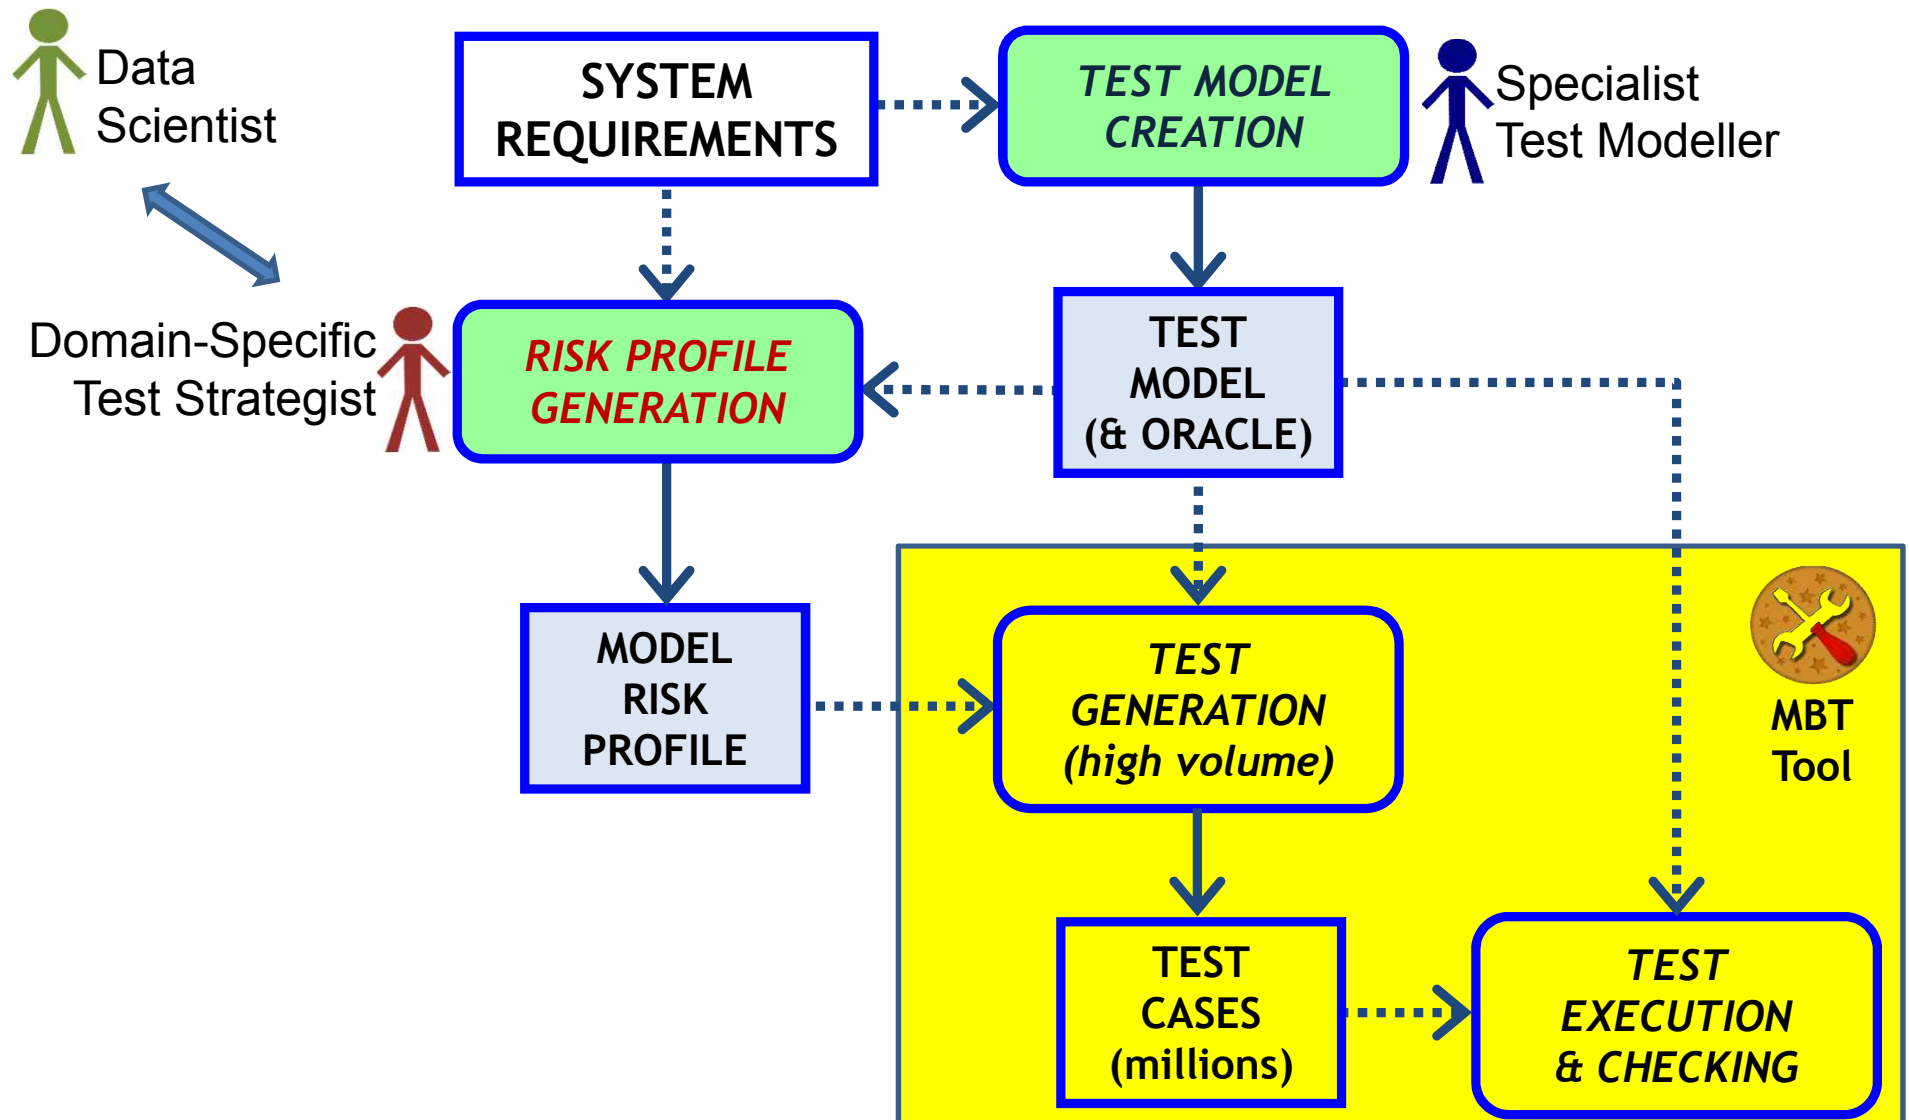 Data
Scientist
SYSTEM
REQUIREMENTS
TEST MODEL
CREATION
Specialist
Test Modeller
Domain-Specific
Test Strategist
RISK PROFILE
GENERATION
TEST
MODEL
(& ORACLE)
MODEL
RISK
PROFILE
TEST
GENERATION
(high volume)
MBT
Tool
TEST
CASES
(millions)
TEST
EXECUTION
& CHECKING